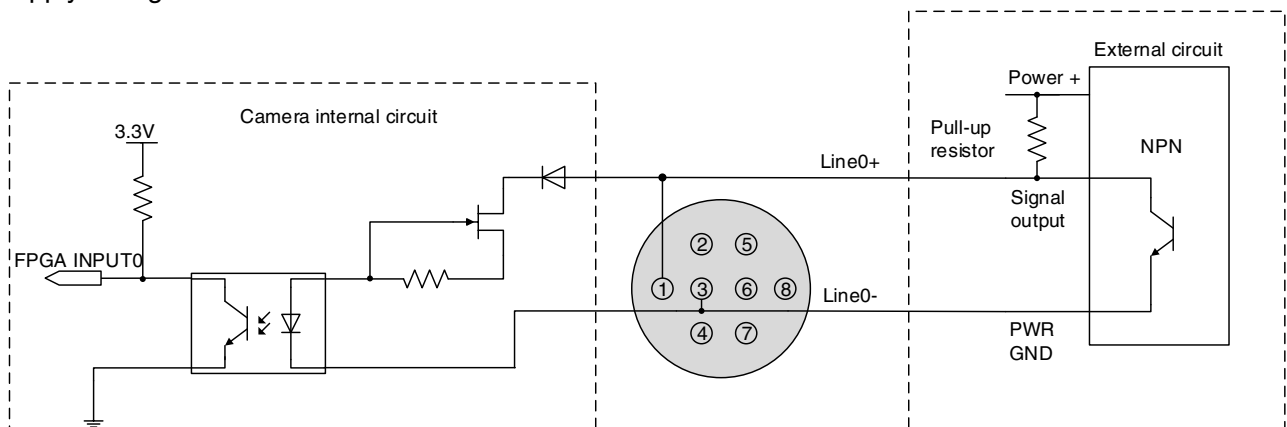 External circuit
Power +
Camera internal circuit
3.3V
Pull-up
resistor
NPN
Line0+
Signal
output
② ⑤
FPGA INPUT0
① ③ ⑥ ⑧
Line0-
④ ⑦
PWR
GND